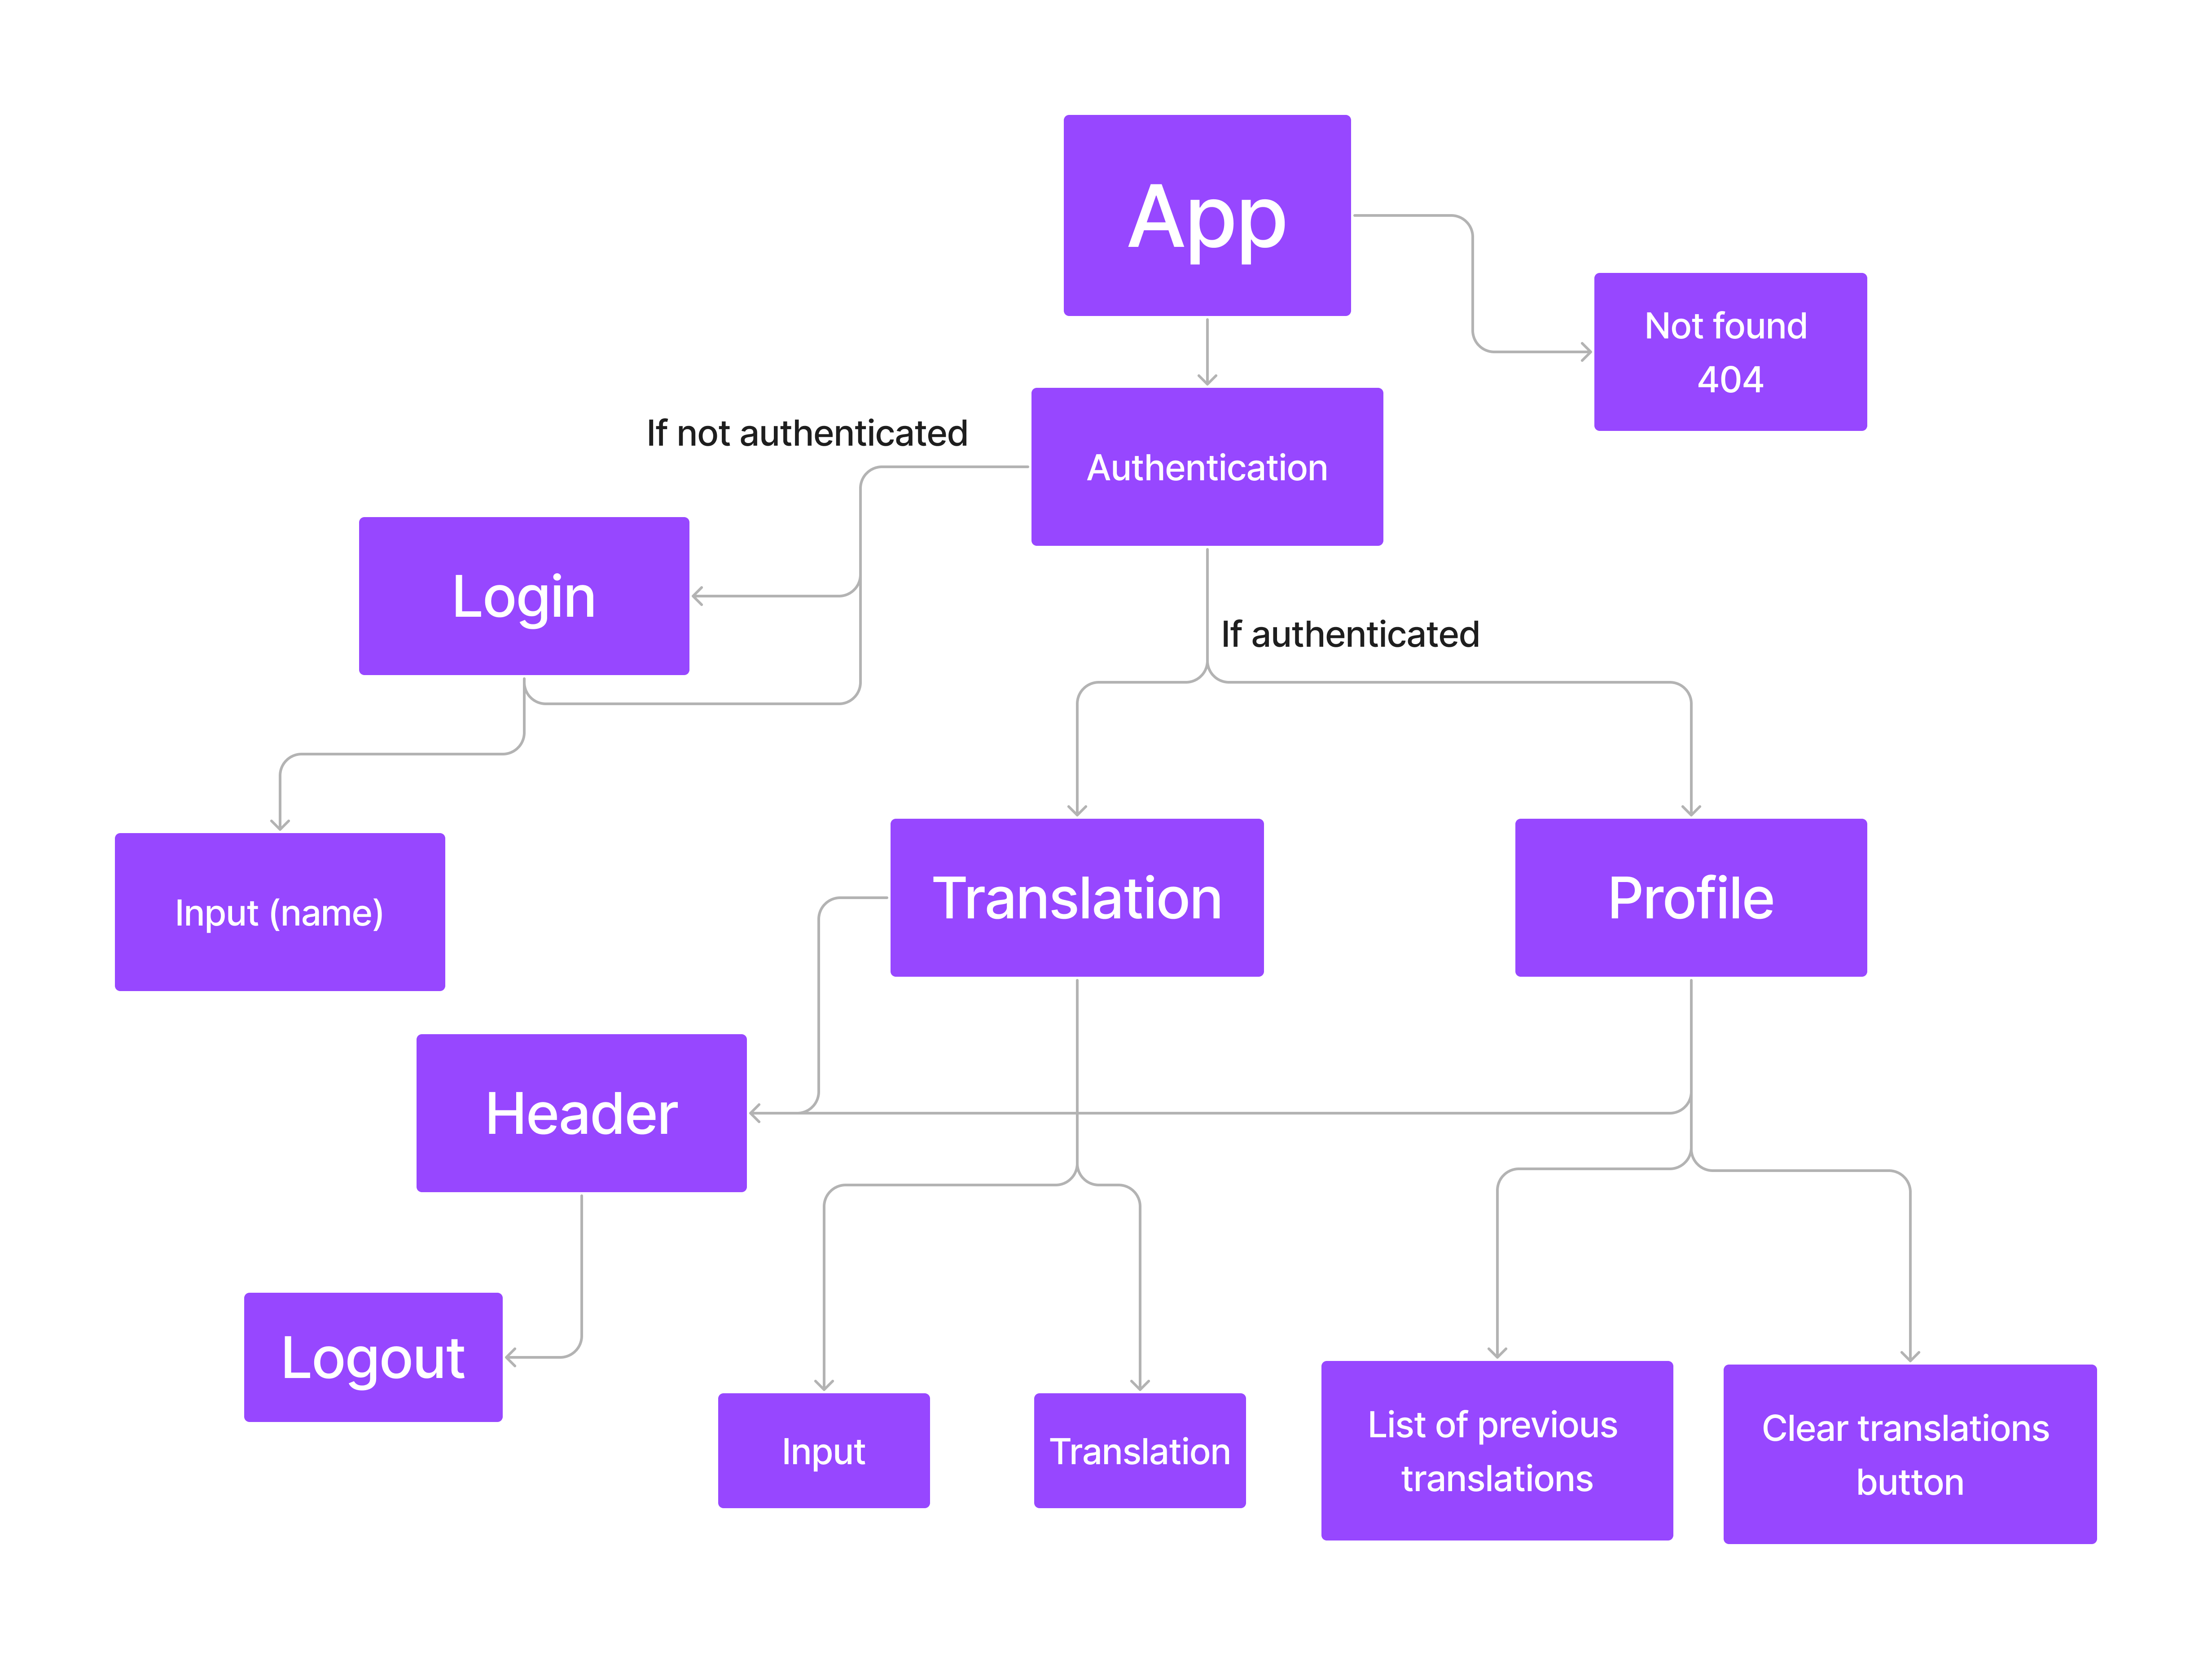 App
Not found
404
If not authenticated
Authentication
Login
If authenticated
Input (name)
Translation
Profile
Header
Logout
Input
Translation
List of previous
translations
Clear translations
button